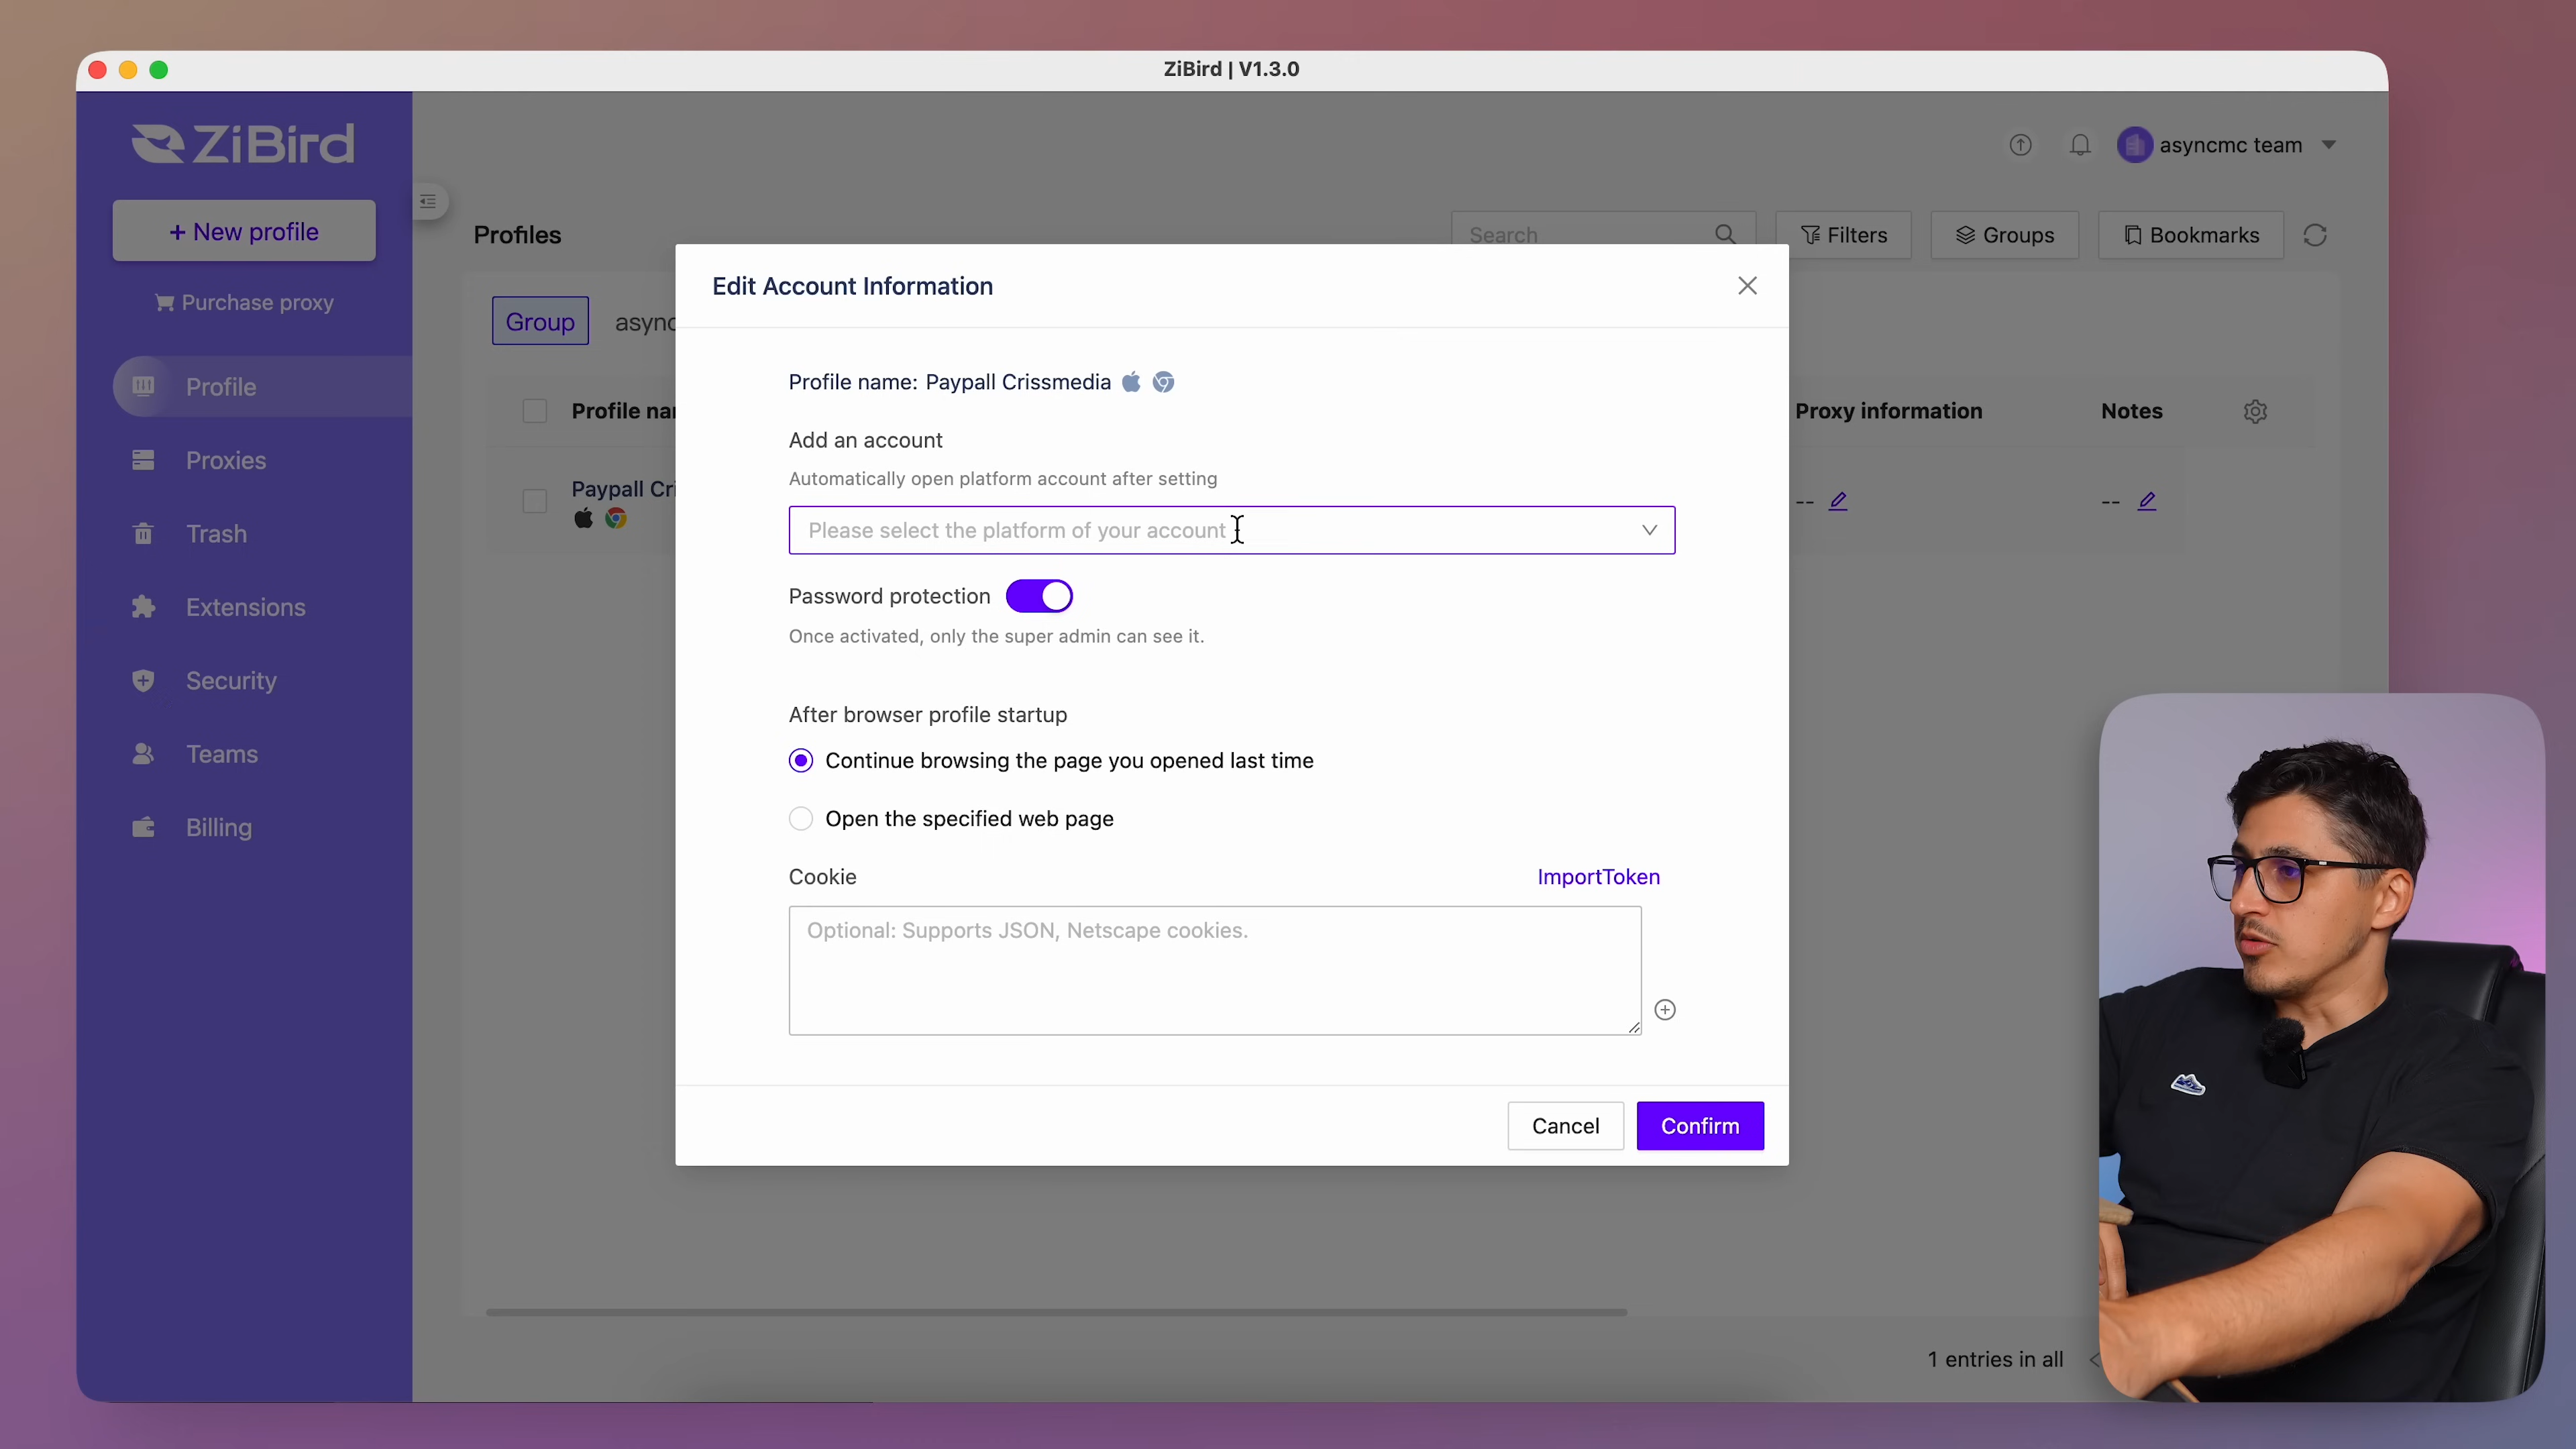 ZiBird | V1.3.0
ZiBird
asyncmc team
+ New profile
Purchase proxy
Profile
Proxies
Trash
Extensions
Security
Teams
Billing
Profiles
Search
Filters
Groups
Bookmarks
Group
async
Profile na
Proxy information
Notes
Paypall Cri
--
--
Edit Account Information
Profile name: Paypall Crissmedia
Add an account
Automatically open platform account after setting
Please select the platform of your account
Password protection
Once activated, only the super admin can see it.
After browser profile startup
Continue browsing the page you opened last time
Open the specified web page
Cookie
ImportToken
Optional: Supports JSON, Netscape cookies.
Cancel
Confirm
1 entries in all